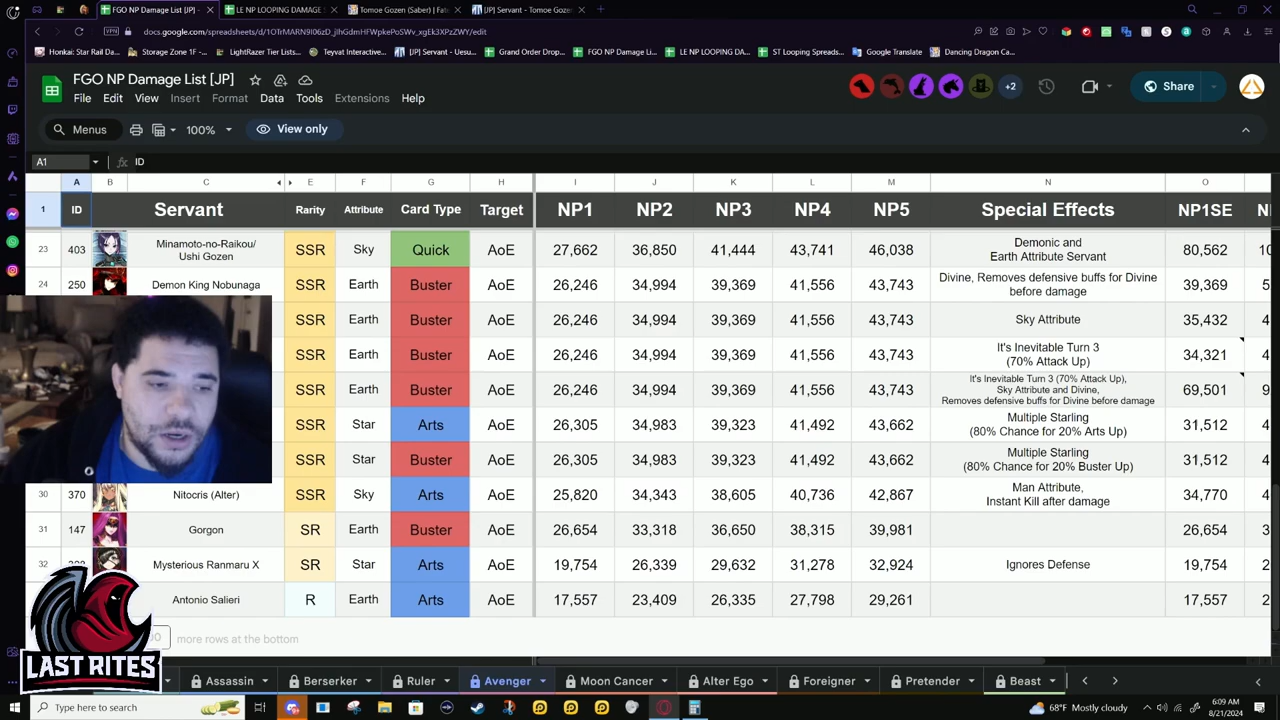 FGO NP Damage List [JP]
LE NP LOOPING DAMAGE
Tomoe Gozen (Saber) | Fat
[JP] Servant - Tomoe Goze
VPN
docs.google.com/spreadsheets/d/1OTrMARN9I06zD_jIhGdmHFWpkePoSWv_xgEk3XPzZWY/edit
Honkai: Star Rail Da...
Storage Zone 1F -...
LightRazer Tier Lists...
Teyvat Interactive...
[JP] Servant - Uesu...
Grand Order Drop...
FGO NP Damage Li...
LE NP LOOPING DA...
ST Looping Spreads...
Google Translate
Dancing Dragon Ca...
FGO NP Damage List [JP]
File Edit View Insert Format Data Tools Extensions Help
+2
Share
Menus
100%
View only
A1
fx ID
A B C E F G H I J K L M N O
1 ID Servant Rarity Attribute Card Type Target NP1 NP2 NP3 NP4 NP5 Special Effects NP1SE
23 403 Minamoto-no-Raikou/ Ushi Gozen SSR Sky Quick AoE 27,662 36,850 41,444 43,741 46,038 Demonic and Earth Attribute Servant 80,562
24 250 Demon King Nobunaga SSR Earth Buster AoE 26,246 34,994 39,369 41,556 43,743 Divine, Removes defensive buffs for Divine before damage 39,369
SSR Earth Buster AoE 26,246 34,994 39,369 41,556 43,743 Sky Attribute 35,432
SSR Earth Buster AoE 26,246 34,994 39,369 41,556 43,743 It's Inevitable Turn 3 (70% Attack Up) 34,321
SSR Earth Buster AoE 26,246 34,994 39,369 41,556 43,743 It's Inevitable Turn 3 (70% Attack Up), Sky Attribute and Divine, Removes defensive buffs for Divine before damage 69,501
SSR Star Arts AoE 26,305 34,983 39,323 41,492 43,662 Multiple Starling (80% Chance for 20% Arts Up) 31,512
SSR Star Buster AoE 26,305 34,983 39,323 41,492 43,662 Multiple Starling (80% Chance for 20% Buster Up) 31,512
30 370 Nitocris (Alter) SSR Sky Arts AoE 25,820 34,343 38,605 40,736 42,867 Man Attribute, Instant Kill after damage 34,770
31 147 Gorgon SR Earth Buster AoE 26,654 33,318 36,650 38,315 39,981 26,654
32 Mysterious Ranmaru X SR Star Arts AoE 19,754 26,339 29,632 31,278 32,924 Ignores Defense 19,754
Antonio Salieri R Earth Arts AoE 17,557 23,409 26,335 27,798 29,261 17,557
more rows at the bottom
LAST RITES
Assassin
Berserker
Ruler
Avenger
Moon Cancer
Alter Ego
Foreigner
Pretender
Beast
Type here to search
68°F Mostly cloudy
6:09 AM
8/21/2024